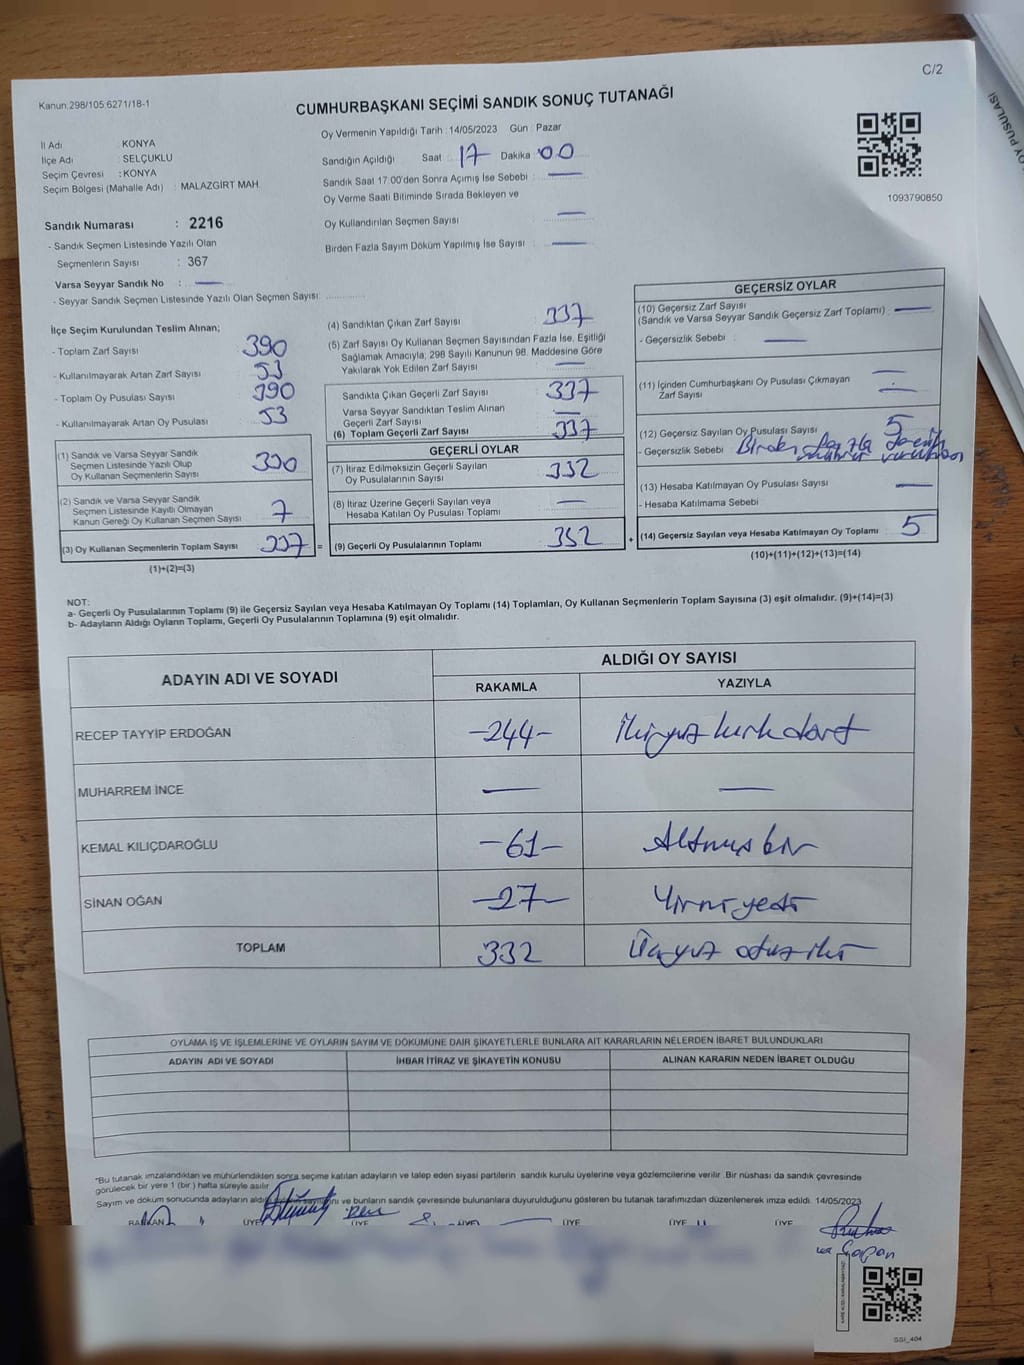 C/2
Kanun:298/105,6271/18-1
CUMHURBAŞKANI SEÇİMİ SANDIK SONUÇ TUTANAĞI
Oy Vermenin Yapıldığı Tarih :14/05/2023 Gün : Pazar
İl Adı : KONYA
İlçe Adı : SELÇUKLU
Seçim Çevresi : KONYA
Seçim Bölgesi (Mahalle Adı) : MALAZGİRT MAH
Sandığın Açıldığı Saat 17 Dakika 00
Sandık Saat 17:00'den Sonra Açılmış İse Sebebi : —
Oy Verme Saati Bitiminde Sırada Bekleyen ve
Oy Kullandırılan Seçmen Sayısı —
Birden Fazla Sayım Döküm Yapılmış İse Sayısı : —
1093790850
Sandık Numarası : 2216
- Sandık Seçmen Listesinde Yazılı Olan
Seçmenlerin Sayısı : 367
Varsa Seyyar Sandık No : —
- Seyyar Sandık Seçmen Listesinde Yazılı Olan Seçmen Sayısı:
İlçe Seçim Kurulundan Teslim Alınan;
- Toplam Zarf Sayısı 390
- Kullanılmayarak Artan Zarf Sayısı 53
- Toplam Oy Pusulası Sayısı 390
- Kullanılmayarak Artan Oy Pusulası 53
(1) Sandık ve Varsa Seyyar Sandık
Seçmen Listesinde Yazılı Olup
Oy Kullanan Seçmenlerin Sayısı 330
(2) Sandık ve Varsa Seyyar Sandık
Seçmen Listesinde Kayıtlı Olmayan
Kanun Gereği Oy Kullanan Seçmen Sayısı 7
(3) Oy Kullanan Seçmenlerin Toplam Sayısı 337 =
(1)+(2)=(3)
(4) Sandıktan Çıkan Zarf Sayısı 337
(5) Zarf Sayısı Oy Kullanan Seçmen Sayısından Fazla İse, Eşitliği
Sağlamak Amacıyla; 298 Sayılı Kanunun 98. Maddesine Göre
Yakılarak Yok Edilen Zarf Sayısı —
Sandıkta Çıkan Geçerli Zarf Sayısı 337
Varsa Seyyar Sandıktan Teslim Alınan
Geçerli Zarf Sayısı —
(6) Toplam Geçerli Zarf Sayısı 337
GEÇERLİ OYLAR
(7) İtiraz Edilmeksizin Geçerli Sayılan
Oy Pusulalarının Sayısı 332
(8) İtiraz Üzerine Geçerli Sayılan veya
Hesaba Katılan Oy Pusulası Toplamı —
(9) Geçerli Oy Pusulalarının Toplamı 332 +
GEÇERSİZ OYLAR
(10) Geçersiz Zarf Sayısı
(Sandık ve Varsa Seyyar Sandık Geçersiz Zarf Toplamı) : —
- Geçersizlik Sebebi : —
(11) İçinden Cumhurbaşkanı Oy Pusulası Çıkmayan
Zarf Sayısı —
(12) Geçersiz Sayılan Oy Pusulası Sayısı 5
- Geçersizlik Sebebi Birden fazla
(13) Hesaba Katılmayan Oy Pusulası Sayısı —
- Hesaba Katılmama Sebebi
(14) Geçersiz Sayılan veya Hesaba Katılmayan Oy Toplamı 5
(10)+(11)+(12)+(13)=(14)
NOT:
a- Geçerli Oy Pusulalarının Toplamı (9) ile Geçersiz Sayılan veya Hesaba Katılmayan Oy Toplamı (14) Toplamları, Oy Kullanan Seçmenlerin Toplam Sayısına (3) eşit olmalıdır. (9)+(14)=(3)
b- Adayların Aldığı Oyların Toplamı, Geçerli Oy Pusulalarının Toplamına (9) eşit olmalıdır.
ADAYIN ADI VE SOYADI ALDIĞI OY SAYISI
RAKAMLA YAZIYLA
RECEP TAYYİP ERDOĞAN -244- İkiyüz kırk dört
MUHARREM İNCE — —
KEMAL KILIÇDAROĞLU -61- Altmış bir
SİNAN OĞAN -27- Yirmi yedi
TOPLAM 332 Üçyüz otuz iki
OYLAMA İŞ VE İŞLEMLERİNE VE OYLARIN SAYIM VE DÖKÜMÜNE DAİR ŞİKAYETLERLE BUNLARA AİT KARARLARIN NELERDEN İBARET BULUNDUKLARI
ADAYIN ADI VE SOYADI İHBAR İTİRAZ VE ŞİKAYETİN KONUSU ALINAN KARARIN NEDEN İBARET OLDUĞU
"Bu tutanak imzalandıktan ve mühürlendikten sonra seçime katılan adayların ve talep eden siyasi partilerin sandık kurulu üyelerine veya gözlemcilerine verilir. Bir nüshası da sandık çevresinde
görülecek bir yere 1 (bir) hafta süreyle asılır.
Sayım ve döküm sonucunda adayların ve bunların sandık çevresinde bulunanlara duyurulduğunu gösteren bu tutanak tarafımızdan düzenlenerek imza edildi. 14/05/2023
BAŞKAN ÜYE ÜYE ÜYE ÜYE ÜYE ÜYE
SSİ_404
OY PUSULASI